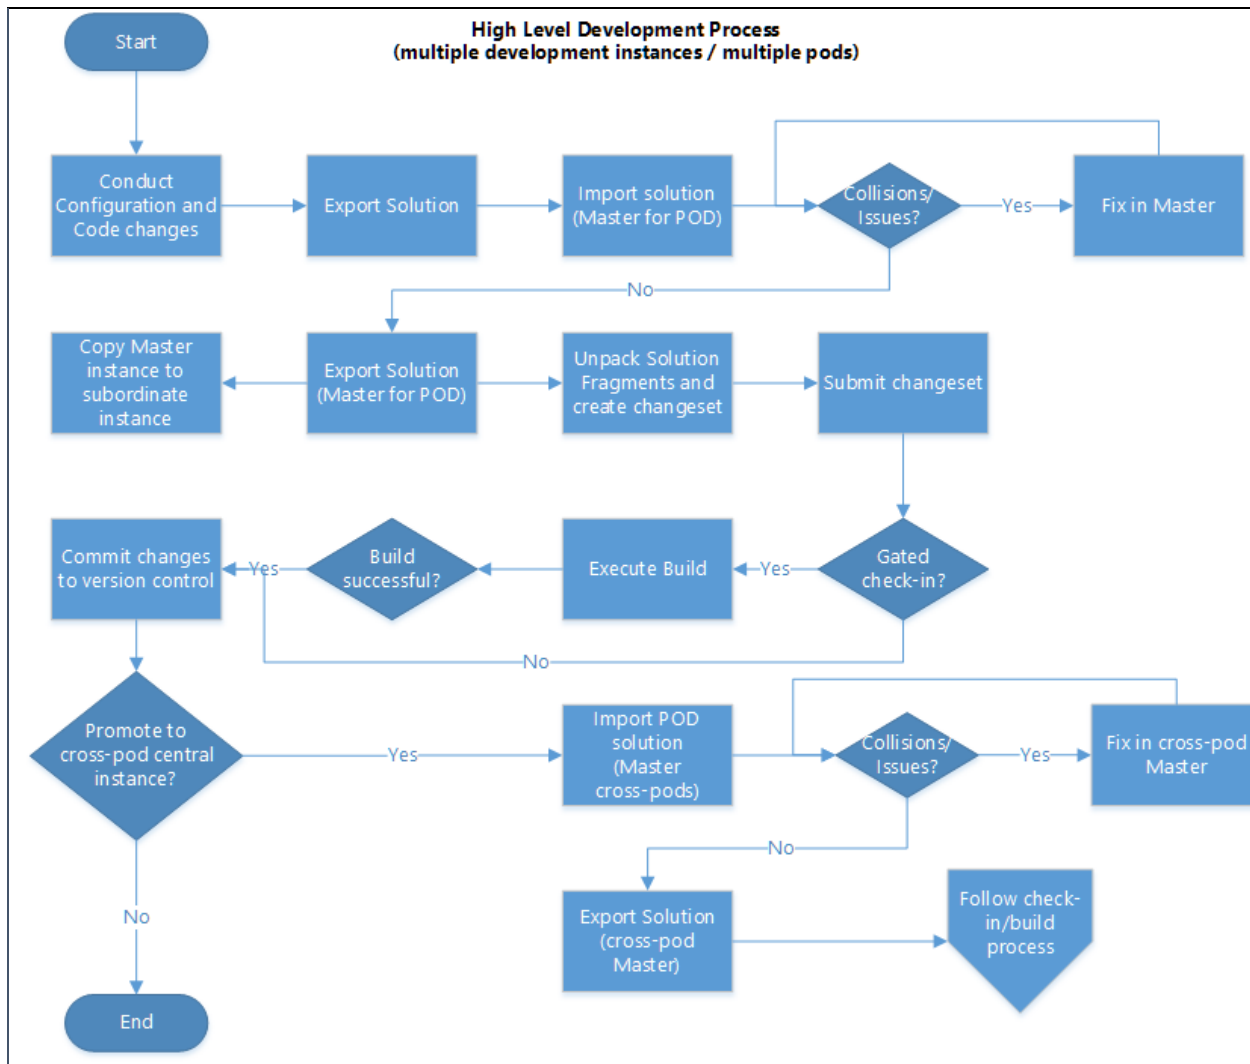 High Level Development Process
(multiple development instances / multiple pods)
Start
Conduct
Configuration and
Code changes
Export Solution
Import solution
(Master for POD)
Collisions/
Issues?
Yes
Fix in Master
No
Copy Master
instance to
subordinate
instance
Export Solution
(Master for POD)
Unpack Solution
Fragments and
create changeset
Submit changeset
Commit changes
to version control
Yes
Build
successful?
Execute Build
Yes
Gated
check-in?
No
Promote to
cross-pod central
instance?
Yes
Import POD
solution
(Master
cross-pods)
Collisions/
Issues?
Yes
Fix in cross-pod
Master
No
No
Export Solution
(cross-pod
Master)
Follow check-
in/build
process
End